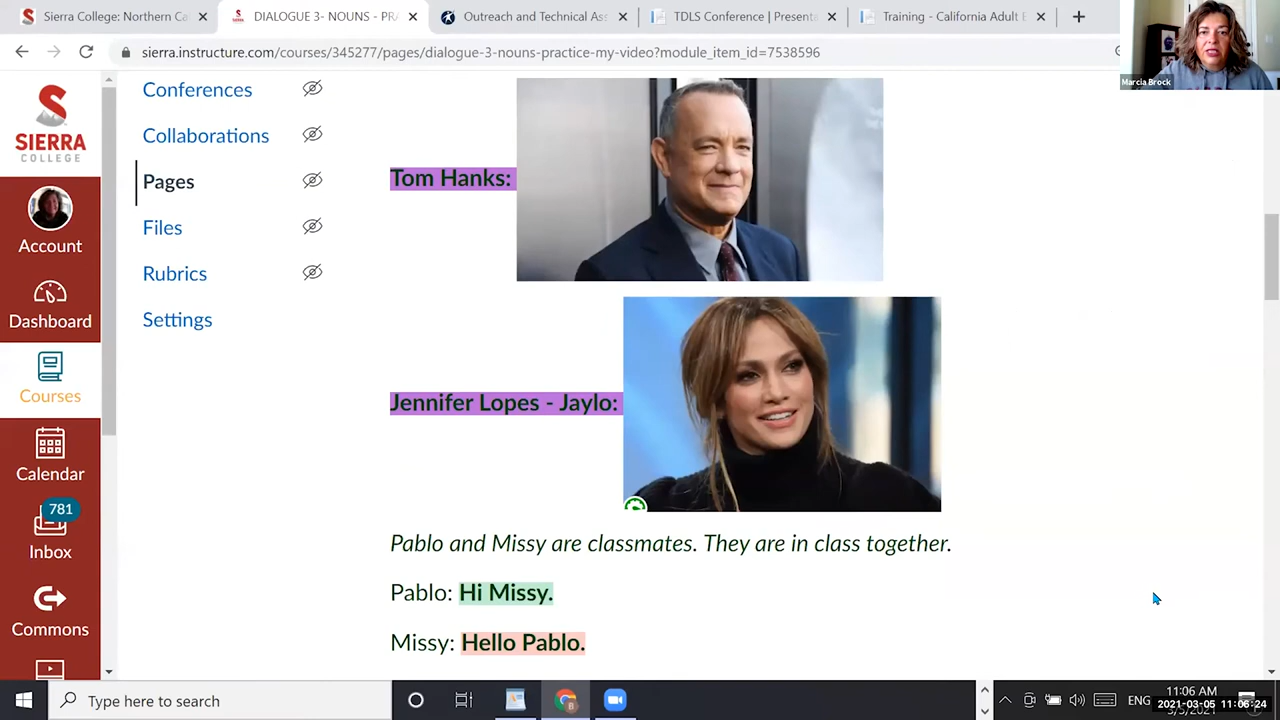 Sierra College: Northern Ca
DIALOGUE 3- NOUNS - PRA
Outreach and Technical Ass
TDLS Conference | Present
Training - California Adult E
sierra.instructure.com/courses/345277/pages/dialogue-3-nouns-practice-my-video?module_item_id=7538596
Marcia Brock
SIERRA
COLLEGE
Account
Dashboard
Courses
Calendar
781
Inbox
Commons
Conferences
Collaborations
Pages
Files
Rubrics
Settings
Tom Hanks:
Jennifer Lopes - Jaylo:
Pablo and Missy are classmates. They are in class together.
Pablo: Hi Missy.
Missy: Hello Pablo.
Type here to search
ENG
11:06 AM
2021-03-05 11:06:24